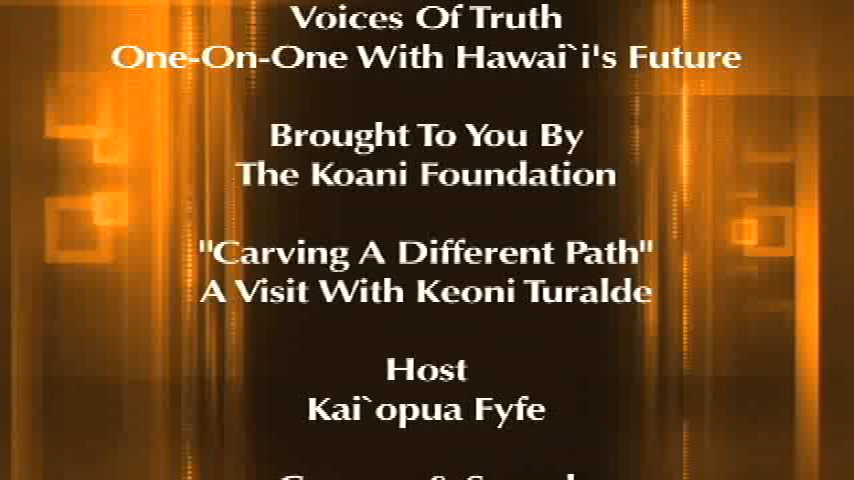 Voices Of Truth
One-On-One With Hawai`i's Future
Brought To You By
The Koani Foundation
"Carving A Different Path"
A Visit With Keoni Turalde
Host
Kai`opua Fyfe